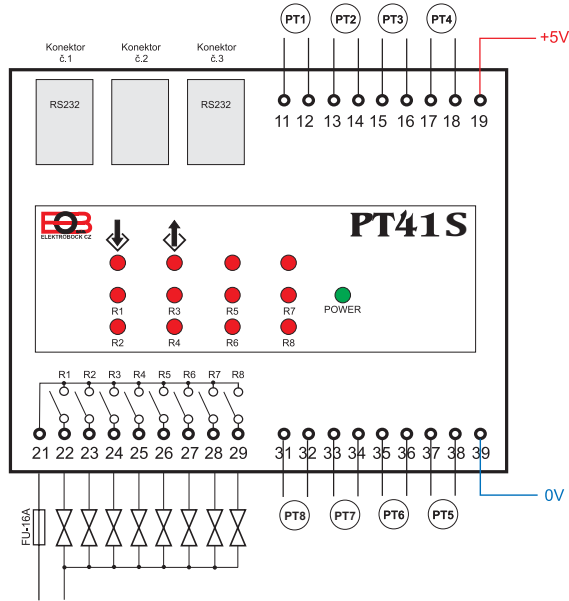 PT1 PT2 PT3 PT4
+5V
Konektor Konektor Konektor
č.1 č.2 č.3
RS232 RS232
11 12 13 14 15 16 17 18 19
EOB
ELEKTROBOCK CZ
PT41S
R1 R3 R5 R7 POWER
R2 R4 R6 R8
R1 R2 R3 R4 R5 R6 R7 R8
21 22 23 24 25 26 27 28 29 31 32 33 34 35 36 37 38 39
0V
FU-16A
PT8 PT7 PT6 PT5